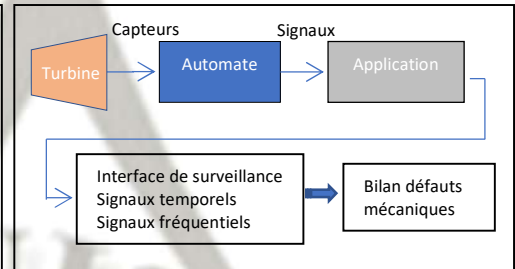 Capteurs
Signaux
Turbine
Automate
Application
Interface de surveillance
Signaux temporels
Signaux fréquentiels
Bilan défauts
mécaniques